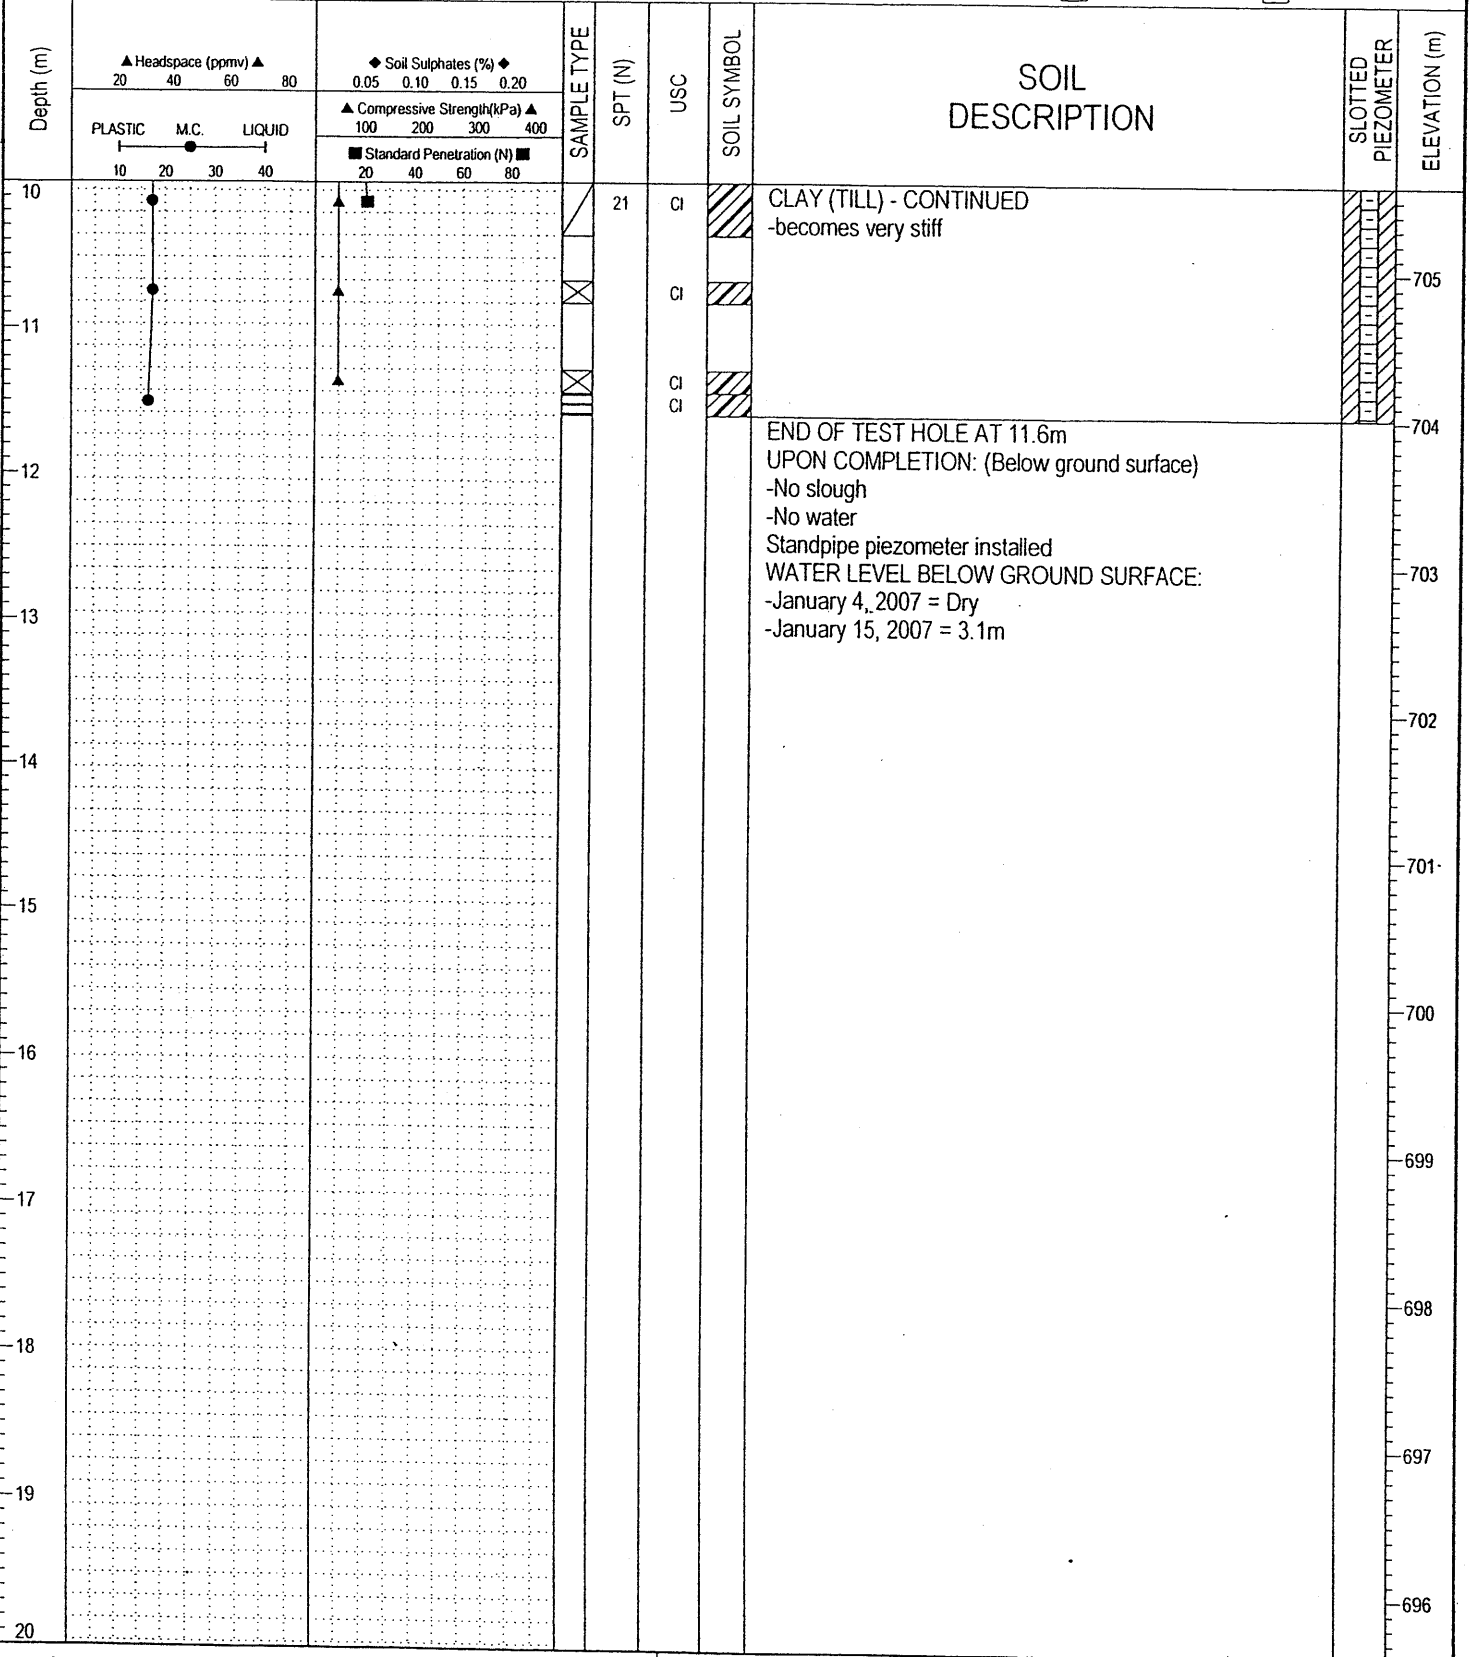 Depth (m)
▲ Headspace (ppmv) ▲
20 40 60 80
PLASTIC M.C. LIQUID
10 20 30 40
◆ Soil Sulphates (%) ◆
0.05 0.10 0.15 0.20
▲ Compressive Strength(kPa) ▲
100 200 300 400
■ Standard Penetration (N) ■
20 40 60 80
SAMPLE TYPE
SPT (N)
USC
SOIL SYMBOL
SOIL
DESCRIPTION
SLOTTED
PIEZOMETER
ELEVATION (m)
10
21 CI CLAY (TILL) - CONTINUED
-becomes very stiff
705
CI
11
CI
CI
704
END OF TEST HOLE AT 11.6m
UPON COMPLETION: (Below ground surface)
12
-No slough
-No water
Standpipe piezometer installed
WATER LEVEL BELOW GROUND SURFACE:
703
-January 4, 2007 = Dry
13
-January 15, 2007 = 3.1m
702
14
701
15
700
16
699
17
698
18
697
19
696
20